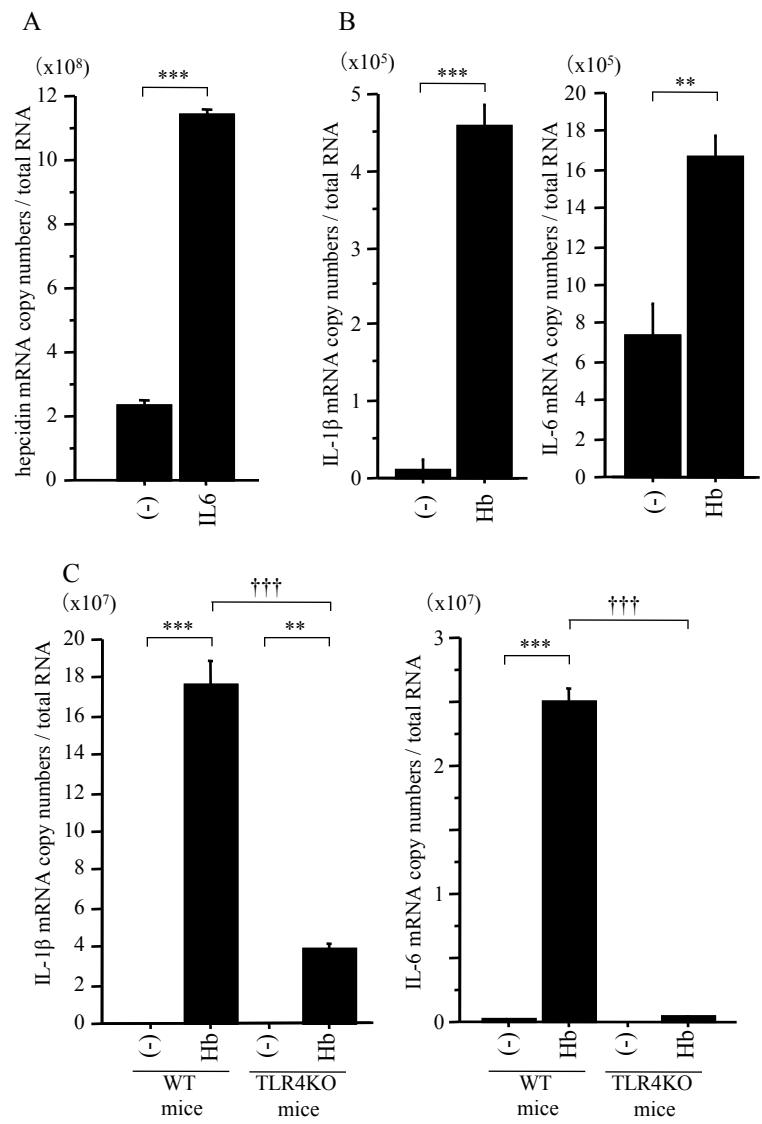 A
(x10⁸)
***
hepcidin mRNA copy numbers / total RNA
12
10
8
6
4
2
0
(-)
IL6
B
(x10⁵)
***
IL-1β mRNA copy numbers / total RNA
5
4
3
2
4
0
(-)
Hb
(x10⁵)
**
IL-6 mRNA copy numbers / total RNA
20
18
16
14
12
10
8
6
4
2
0
(-)
Hb
C
(x10⁷)
†††
***
**
IL-1β mRNA copy numbers / total RNA
20
18
16
14
12
10
8
6
4
2
0
(-)
Hb
(-)
Hb
WT
mice
TLR4KO
mice
(x10⁷)
†††
***
IL-6 mRNA copy numbers / total RNA
3
2
1
0
(-)
Hb
(-)
Hb
WT
mice
TLR4KO
mice